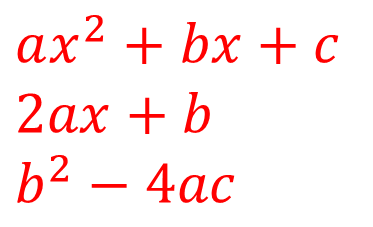 ax² + bx + c
2ax + b
b² − 4ac